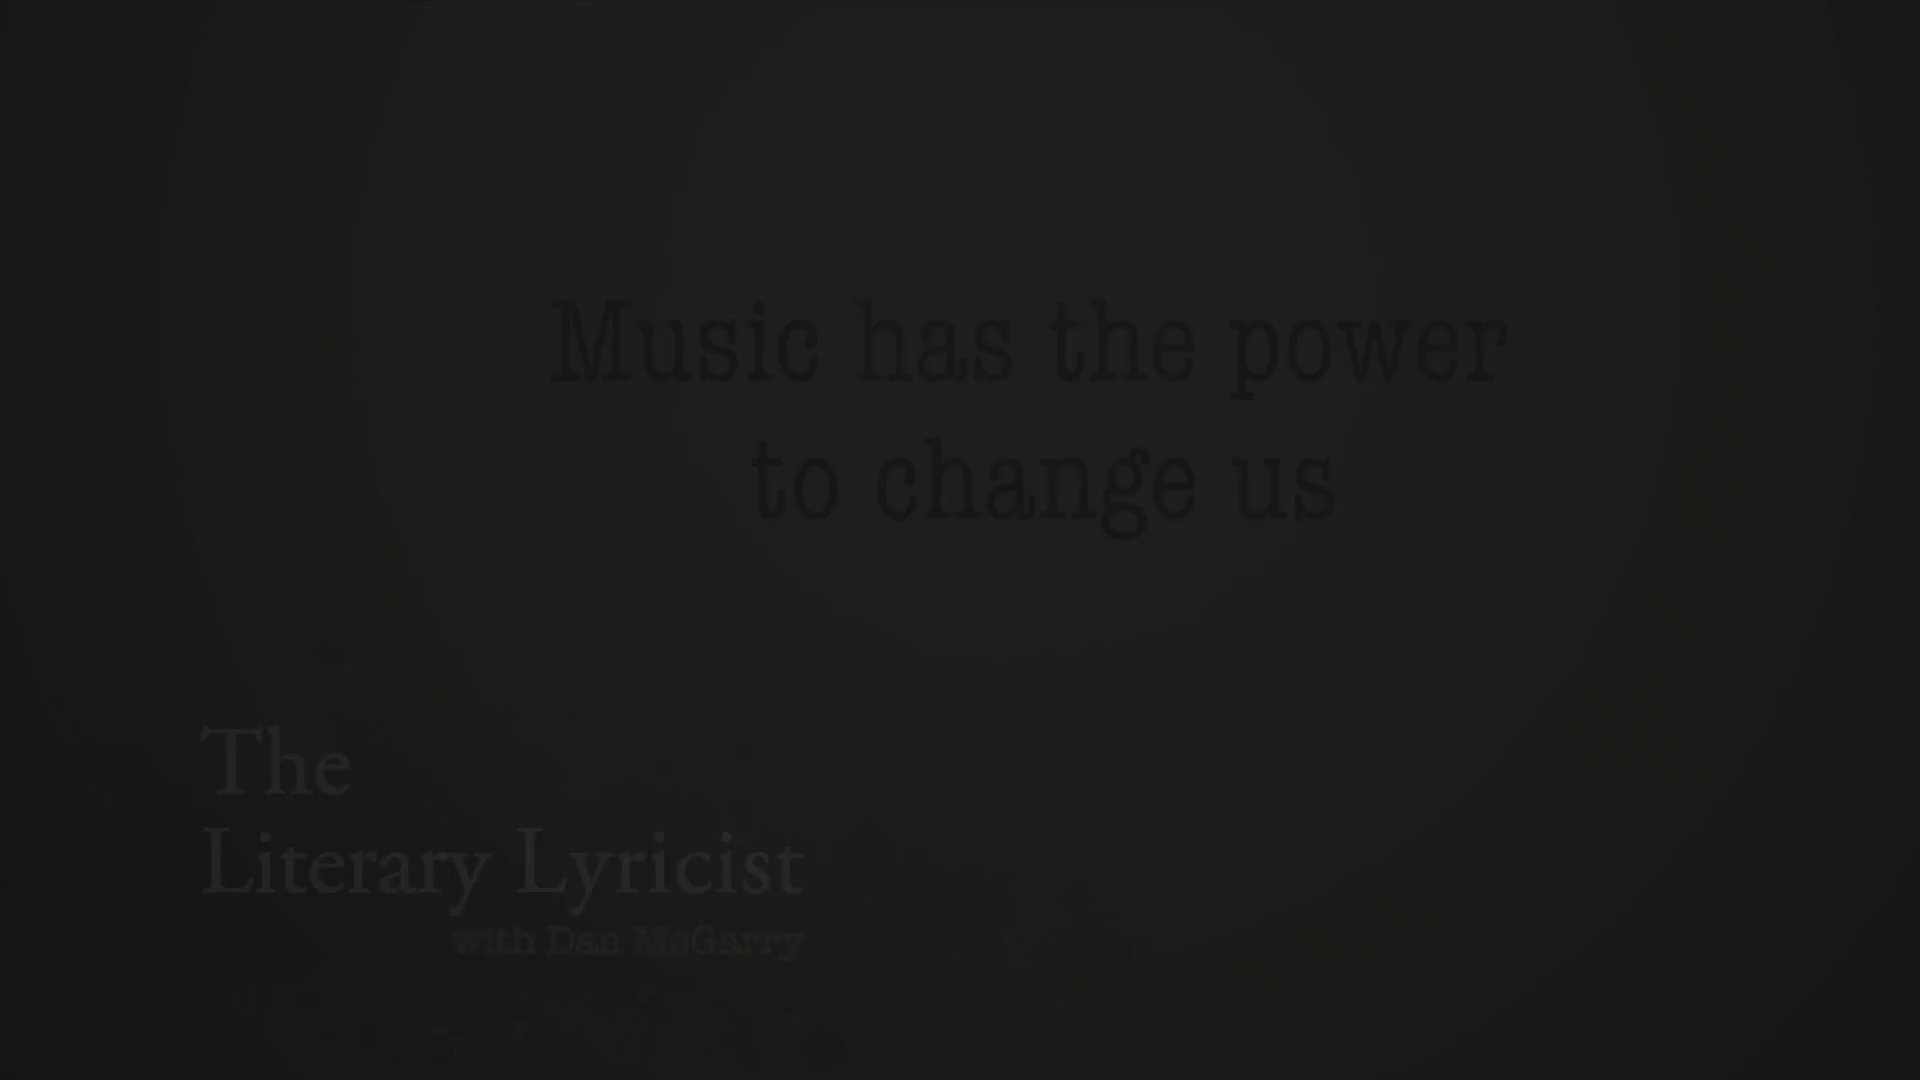 Music has the power
to change us
The
Literary Lyricist
with Dan McGarry